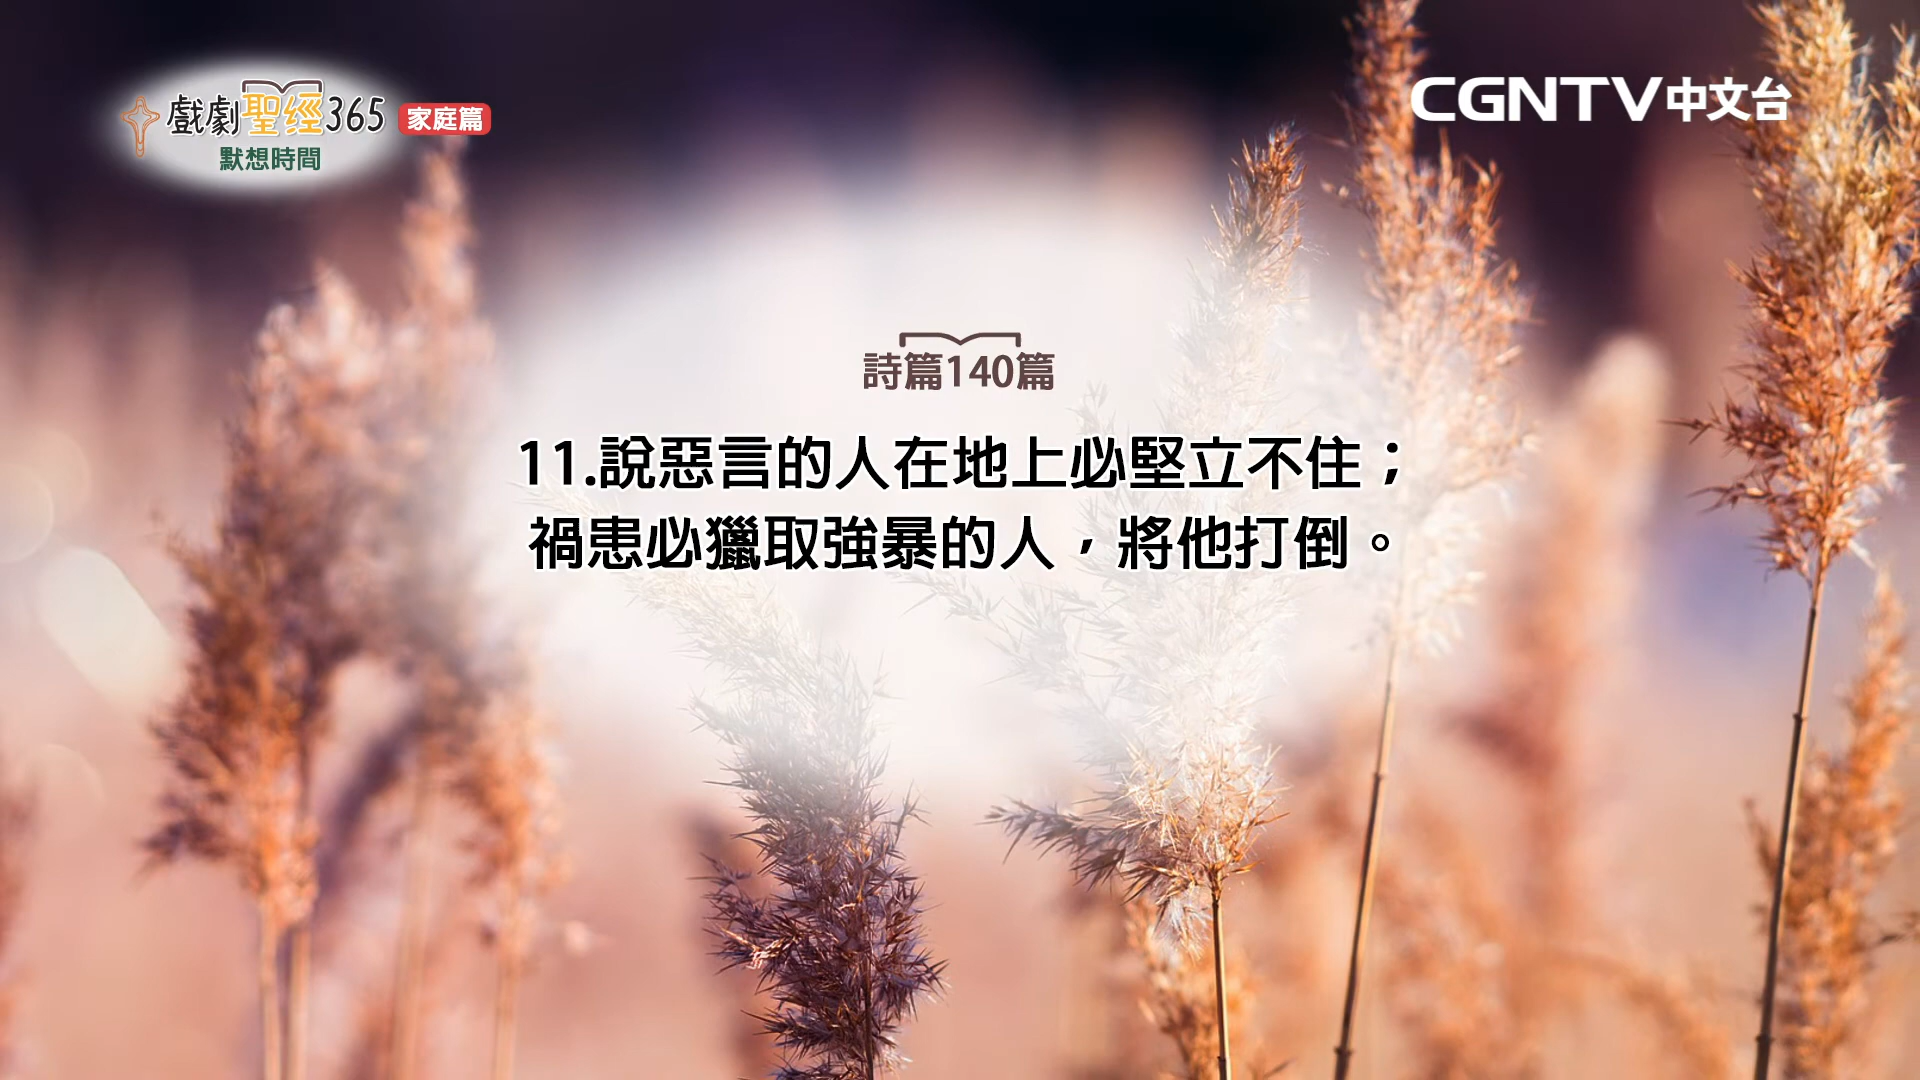 戲劇聖經365 家庭篇
默想時間
CGNTV中文台
詩篇140篇
11.說惡言的人在地上必堅立不住；
禍患必獵取強暴的人，將他打倒。